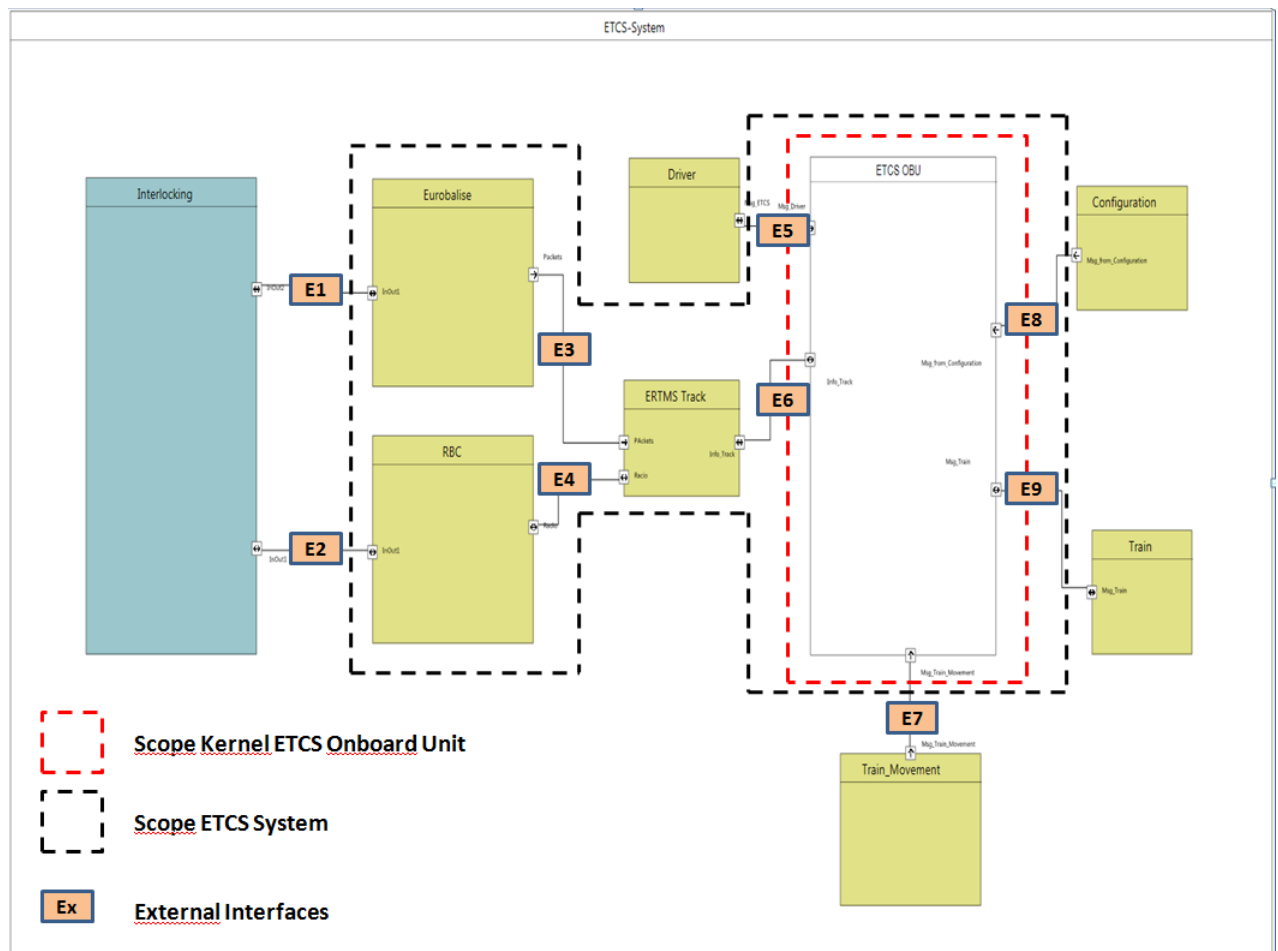 ETCS-System
Interlocking
Eurobalise
Driver
ETCS OBU
Configuration
Msg_ETCS
Msg_Driver
E5
Packets
Msg_from_Configuration
InOut2
E1
InOut1
E8
E3
Msg_from_Configuration
Info_Track
E6
ERTMS Track
PAckets
Info_Track
RBC
Msg_Train
E4
Recio
E9
Radio
E2
InOut1
InOut1
Train
Msg_Train
Msg_Train_Movement
E7
Msg_Train_Movement
Train_Movement
Scope Kernel ETCS Onboard Unit
Scope ETCS System
Ex
External Interfaces